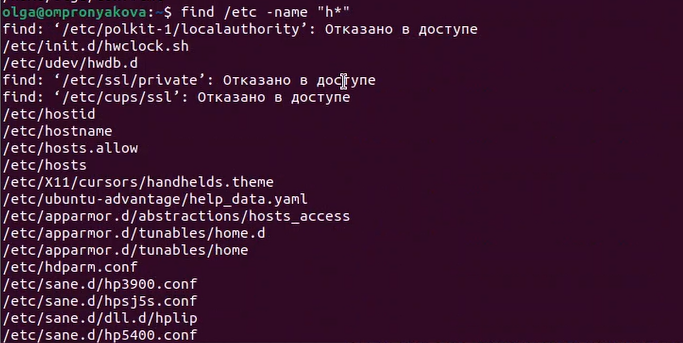 olga@ompronyakova:~$ find /etc -name "h*"
find: ‘/etc/polkit-1/localauthority’: Отказано в доступе
/etc/init.d/hwclock.sh
/etc/udev/hwdb.d
find: ‘/etc/ssl/private’: Отказано в доступе
find: ‘/etc/cups/ssl’: Отказано в доступе
/etc/hostid
/etc/hostname
/etc/hosts.allow
/etc/hosts
/etc/X11/cursors/handhelds.theme
/etc/ubuntu-advantage/help_data.yaml
/etc/apparmor.d/abstractions/hosts_access
/etc/apparmor.d/tunables/home.d
/etc/apparmor.d/tunables/home
/etc/hdparm.conf
/etc/sane.d/hp3900.conf
/etc/sane.d/hpsj5s.conf
/etc/sane.d/dll.d/hplip
/etc/sane.d/hp5400.conf